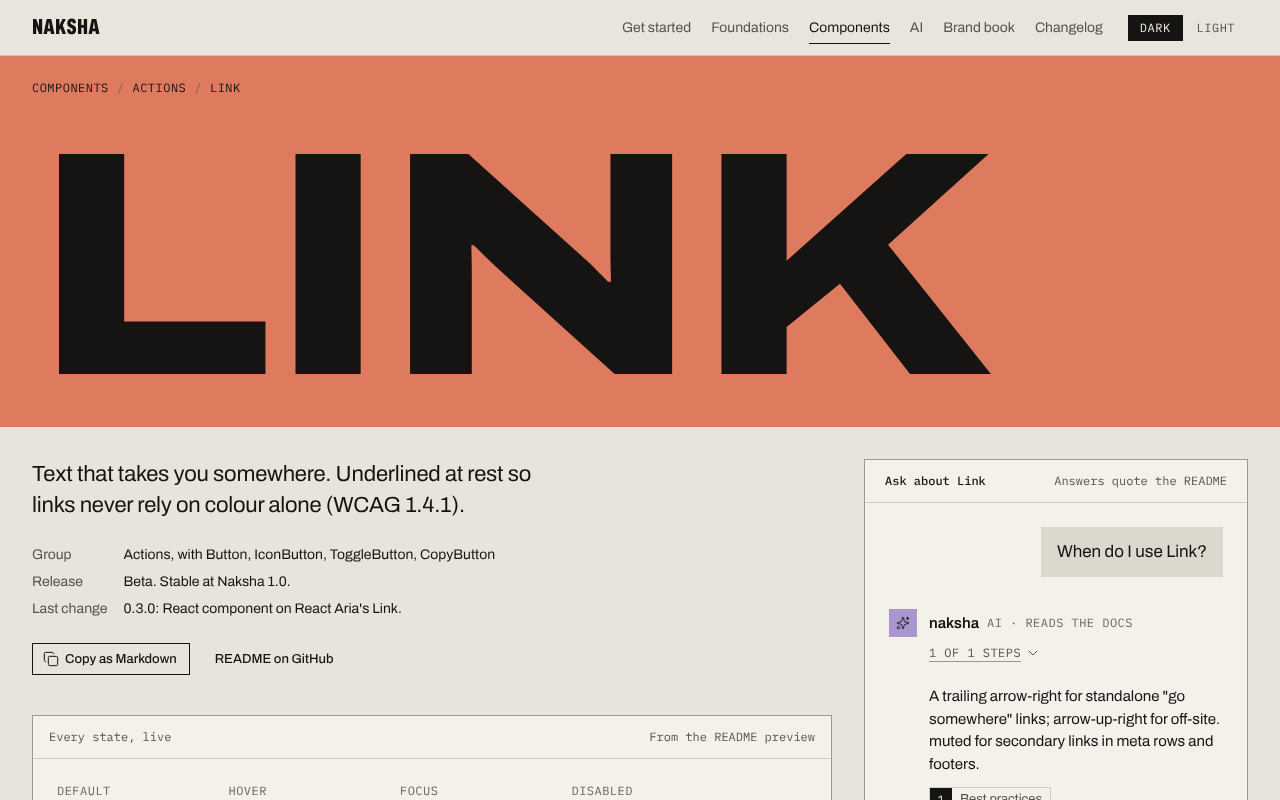 NAKSHA
Get started
Foundations
Components
AI
Brand book
Changelog
DARK
LIGHT
COMPONENTS / ACTIONS / LINK
LINK
Text that takes you somewhere. Underlined at rest so
links never rely on colour alone (WCAG 1.4.1).
Group Actions, with Button, IconButton, ToggleButton, CopyButton
Release Beta. Stable at Naksha 1.0.
Last change 0.3.0: React component on React Aria's Link.
Copy as Markdown
README on GitHub
Every state, live
From the README preview
DEFAULT
HOVER
FOCUS
DISABLED
Ask about Link
Answers quote the README
When do I use Link?
naksha AI · READS THE DOCS
1 OF 1 STEPS
A trailing arrow-right for standalone "go
somewhere" links; arrow-up-right for off-site.
muted for secondary links in meta rows and
footers.
1 Best practices